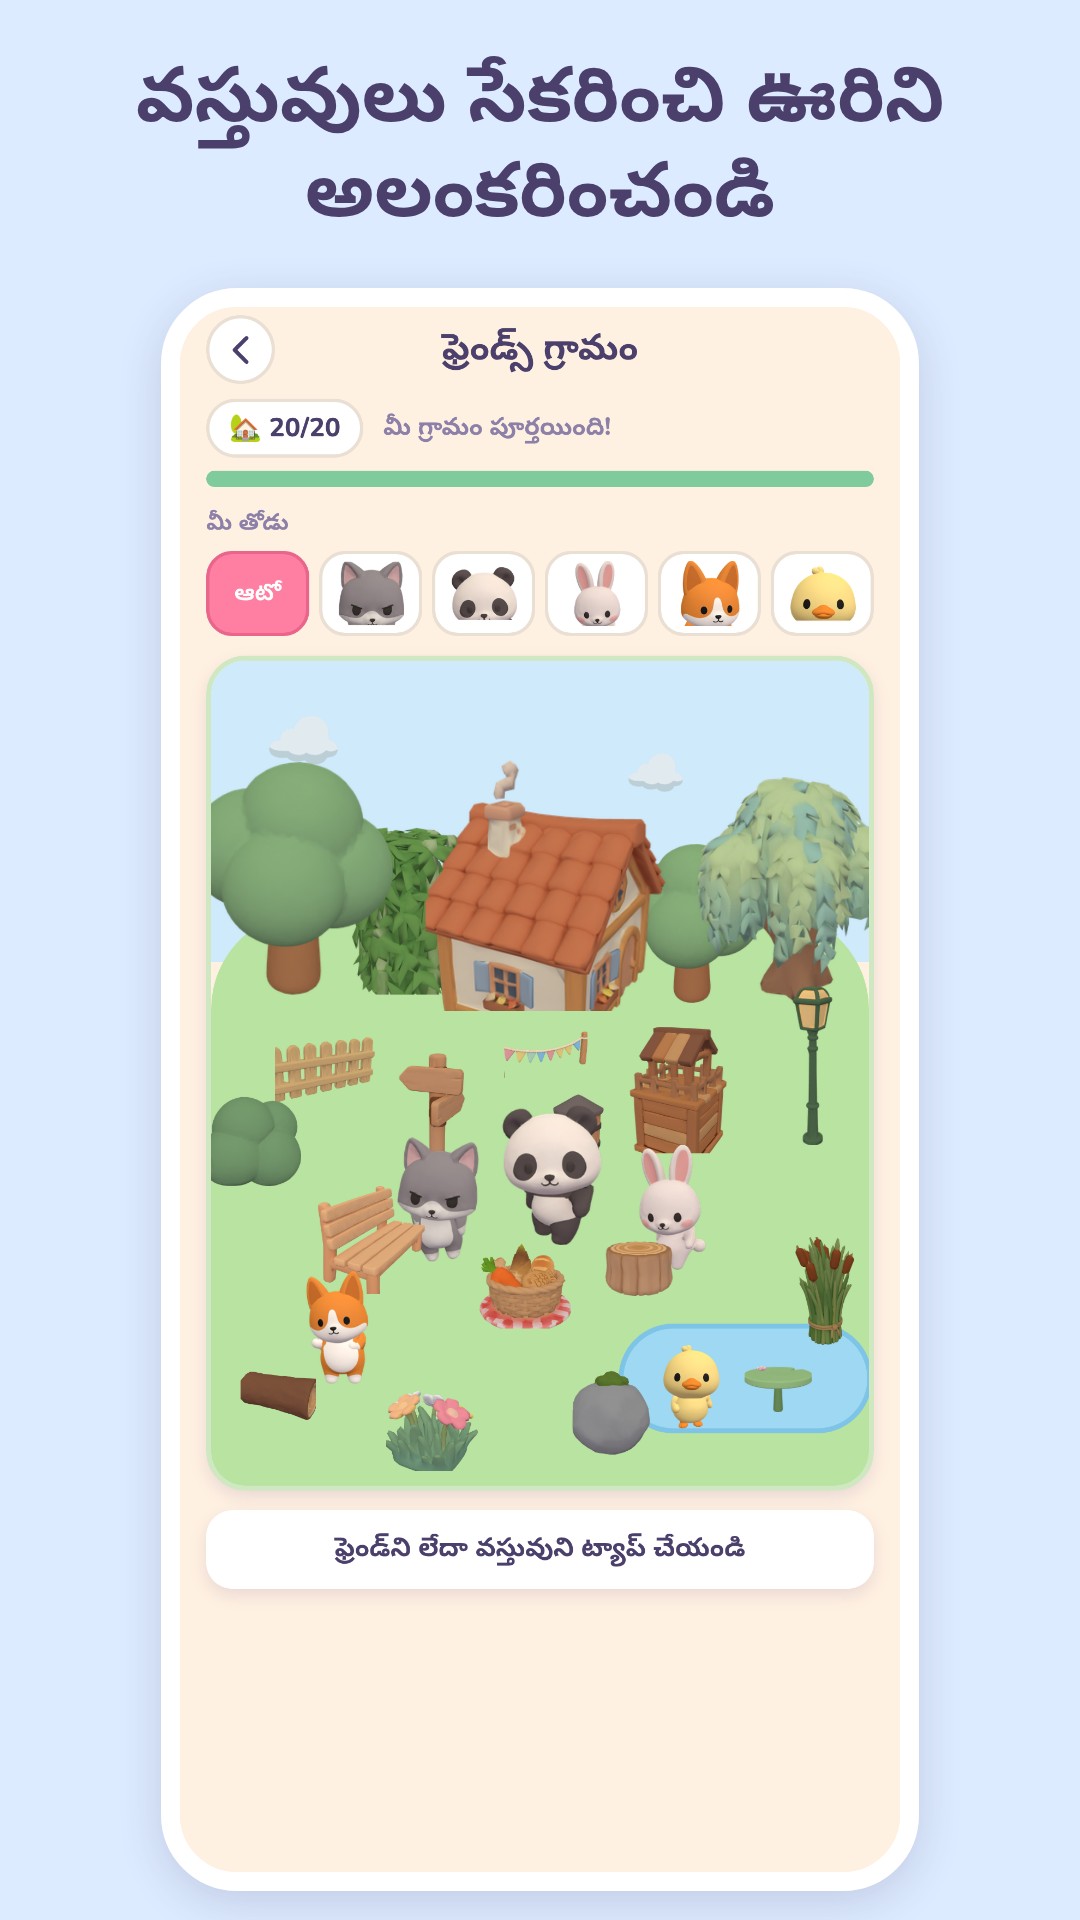 వస్తువులు సేకరించి ఊరిని
అలంకరించండి
ఫ్రెండ్స్ గ్రామం
20/20
మీ గ్రామం పూర్తయింది!
మీ తోడు
ఆటో
ఫ్రెండ్‌ని లేదా వస్తువుని ట్యాప్ చేయండి